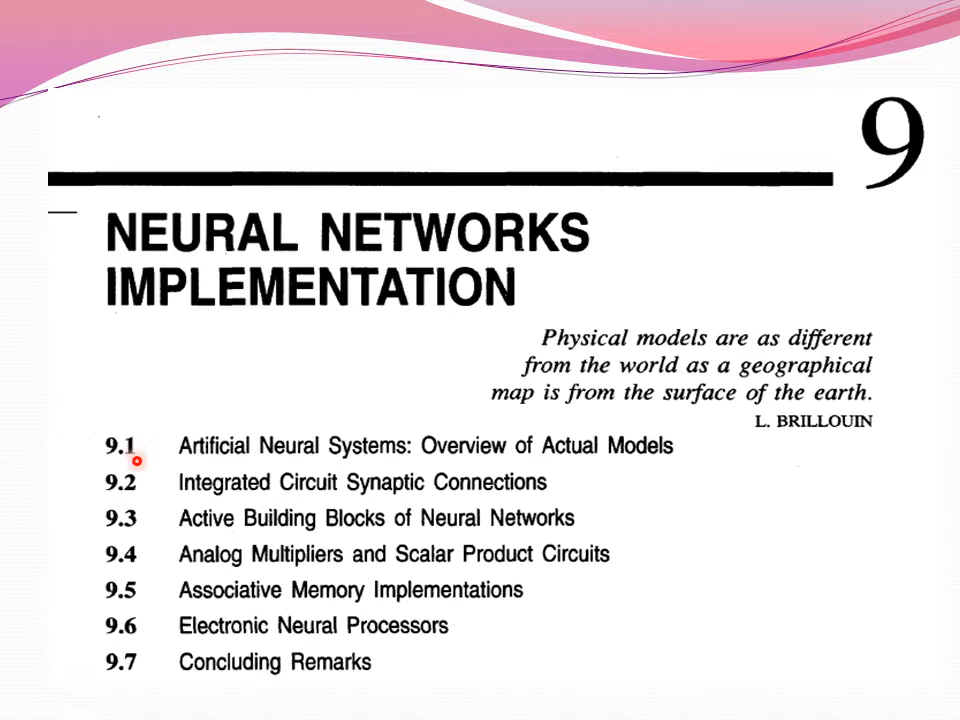 9
NEURAL NETWORKS
IMPLEMENTATION
Physical models are as different
from the world as a geographical
map is from the surface of the earth.
L. BRILLOUIN
9.1 Artificial Neural Systems: Overview of Actual Models
9.2 Integrated Circuit Synaptic Connections
9.3 Active Building Blocks of Neural Networks
9.4 Analog Multipliers and Scalar Product Circuits
9.5 Associative Memory Implementations
9.6 Electronic Neural Processors
9.7 Concluding Remarks